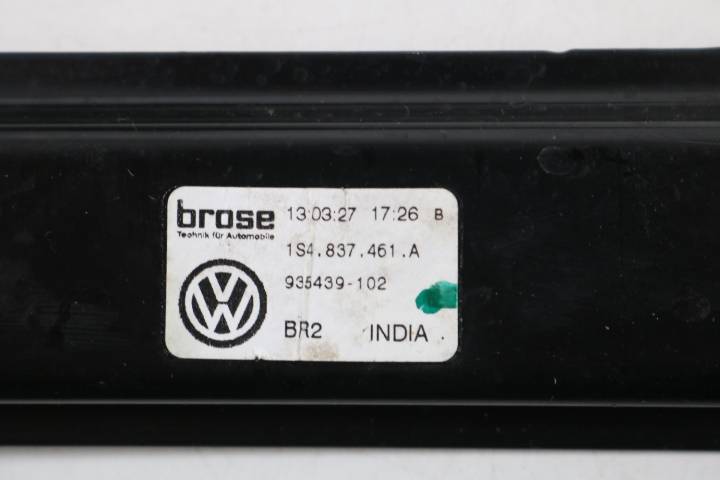 brose 13:03:27 17:26 B
Technik für Automobile
1S4.837.461.A
935439-102
BR2 INDIA